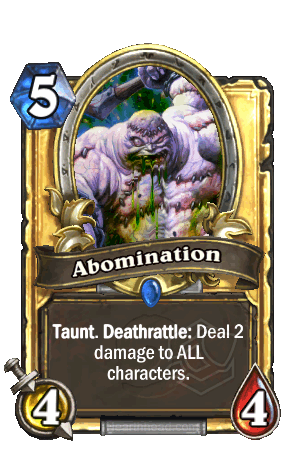 5
Abomination
Taunt. Deathrattle: Deal 2
damage to ALL
characters.
4
4